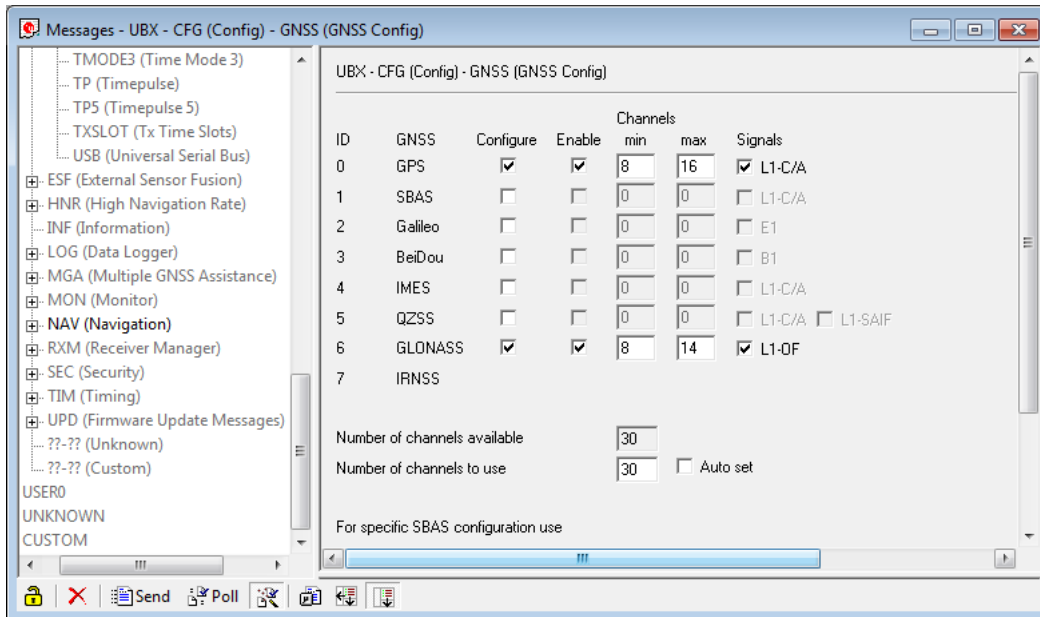 Messages - UBX - CFG (Config) - GNSS (GNSS Config)
TMODE3 (Time Mode 3)
TP (Timepulse)
TP5 (Timepulse 5)
TXSLOT (Tx Time Slots)
USB (Universal Serial Bus)
ESF (External Sensor Fusion)
HNR (High Navigation Rate)
INF (Information)
LOG (Data Logger)
MGA (Multiple GNSS Assistance)
MON (Monitor)
NAV (Navigation)
RXM (Receiver Manager)
SEC (Security)
TIM (Timing)
UPD (Firmware Update Messages)
??-?? (Unknown)
??-?? (Custom)
USER0
UNKNOWN
CUSTOM
UBX - CFG (Config) - GNSS (GNSS Config)
Channels
ID GNSS Configure Enable min max Signals
0 GPS 8 16 L1-C/A
1 SBAS 0 0 L1-C/A
2 Galileo 0 0 E1
3 BeiDou 0 0 B1
4 IMES 0 0 L1-C/A
5 QZSS 0 0 L1-C/A L1-SAIF
6 GLONASS 8 14 L1-OF
7 IRNSS
Number of channels available 30
Number of channels to use 30 Auto set
For specific SBAS configuration use
Send Poll